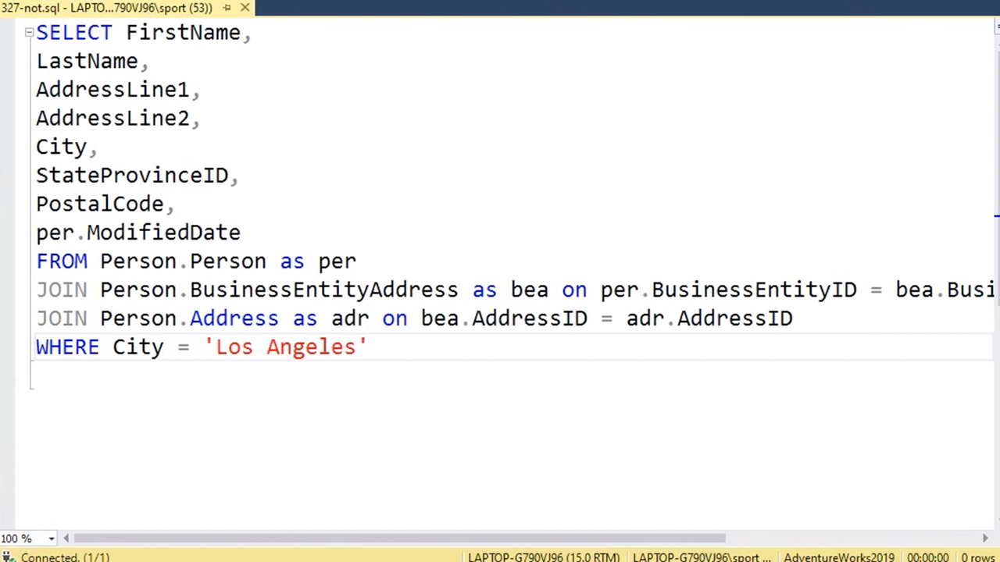 327-not.sql - LAPTO...790VJ96\sport (53))
SELECT FirstName,
LastName,
AddressLine1,
AddressLine2,
City,
StateProvinceID,
PostalCode,
per.ModifiedDate
FROM Person.Person as per
JOIN Person.BusinessEntityAddress as bea on per.BusinessEntityID = bea.Busi
JOIN Person.Address as adr on bea.AddressID = adr.AddressID
WHERE City = 'Los Angeles'
100 %
Connected. (1/1) LAPTOP-G790VJ96 (15.0 RTM) LAPTOP-G790VJ96\sport ... AdventureWorks2019 00:00:00 0 rows